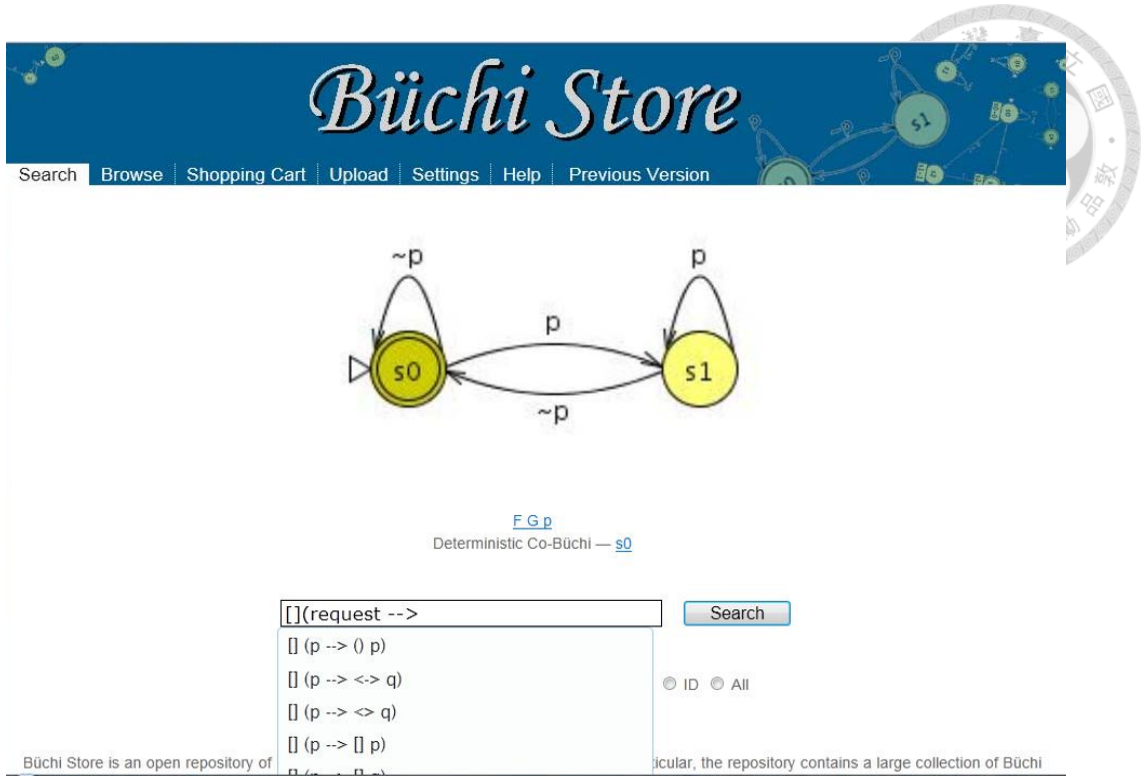 Büchi Store
Search Browse Shopping Cart Upload Settings Help Previous Version
~p
p
p
s0
s1
~p
F G p
Deterministic Co-Büchi — s0
[](request --> Search
[] (p --> () p)
[] (p --> <-> q)
ID All
[] (p --> <> q)
[] (p --> [] p)
Büchi Store is an open repository of
icular, the repository contains a large collection of Büchi